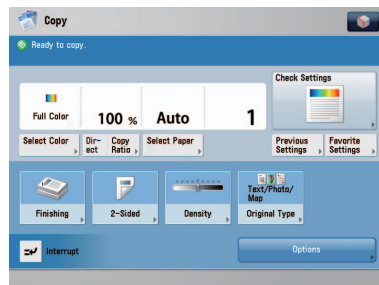 Copy
Ready to copy.
Check Settings
Full Color
100 %
Auto
1
Select Color
Dir-
ect
Copy
Ratio
Select Paper
Previous
Settings
Favorite
Settings
Finishing
2-Sided
Density
Text/Photo/
Map
Original Type
Interrupt
Options